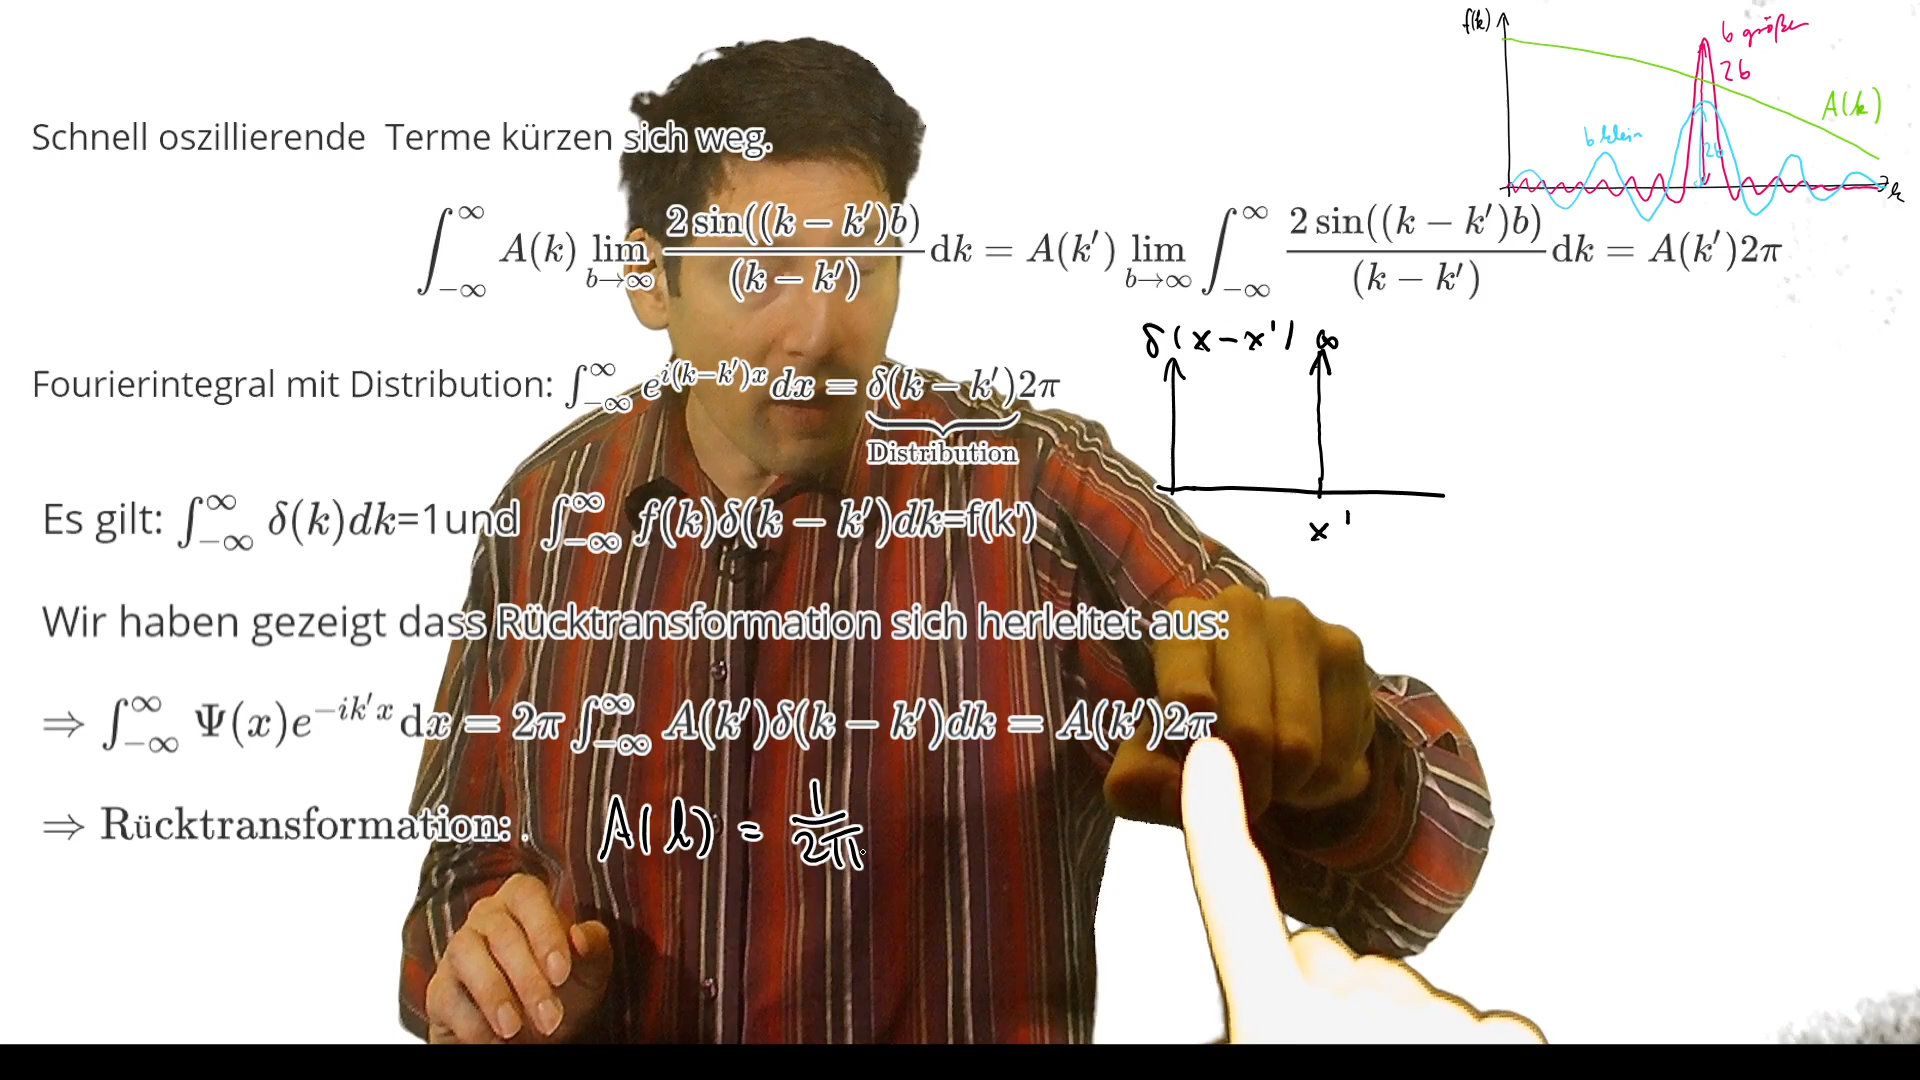 f(k)
b größer
2b
A(k)
b klein
2b
k
Schnell oszillierende Terme kürzen sich weg.
∫_{-∞}^{∞} A(k) lim_{b→∞} 2 sin((k − k′)b) / (k − k′) dk = A(k′) lim_{b→∞} ∫_{-∞}^{∞} 2 sin((k − k′)b) / (k − k′) dk = A(k′)2π
δ(x−x′) ∞
Fourierintegral mit Distribution: ∫_{-∞}^{∞} e^{i(k−k′)x} dx = δ(k − k′)2π
Distribution
Es gilt: ∫_{-∞}^{∞} δ(k)dk=1und ∫_{-∞}^{∞} f(k)δ(k − k′)dk=f(k')
x′
Wir haben gezeigt dass Rücktransformation sich herleitet aus:
⇒ ∫_{-∞}^{∞} Ψ(x)e^{−ik′x} dx = 2π ∫_{-∞}^{∞} A(k′)δ(k − k′)dk = A(k′)2π
⇒ Rücktransformation: . A(k) = 1/2π